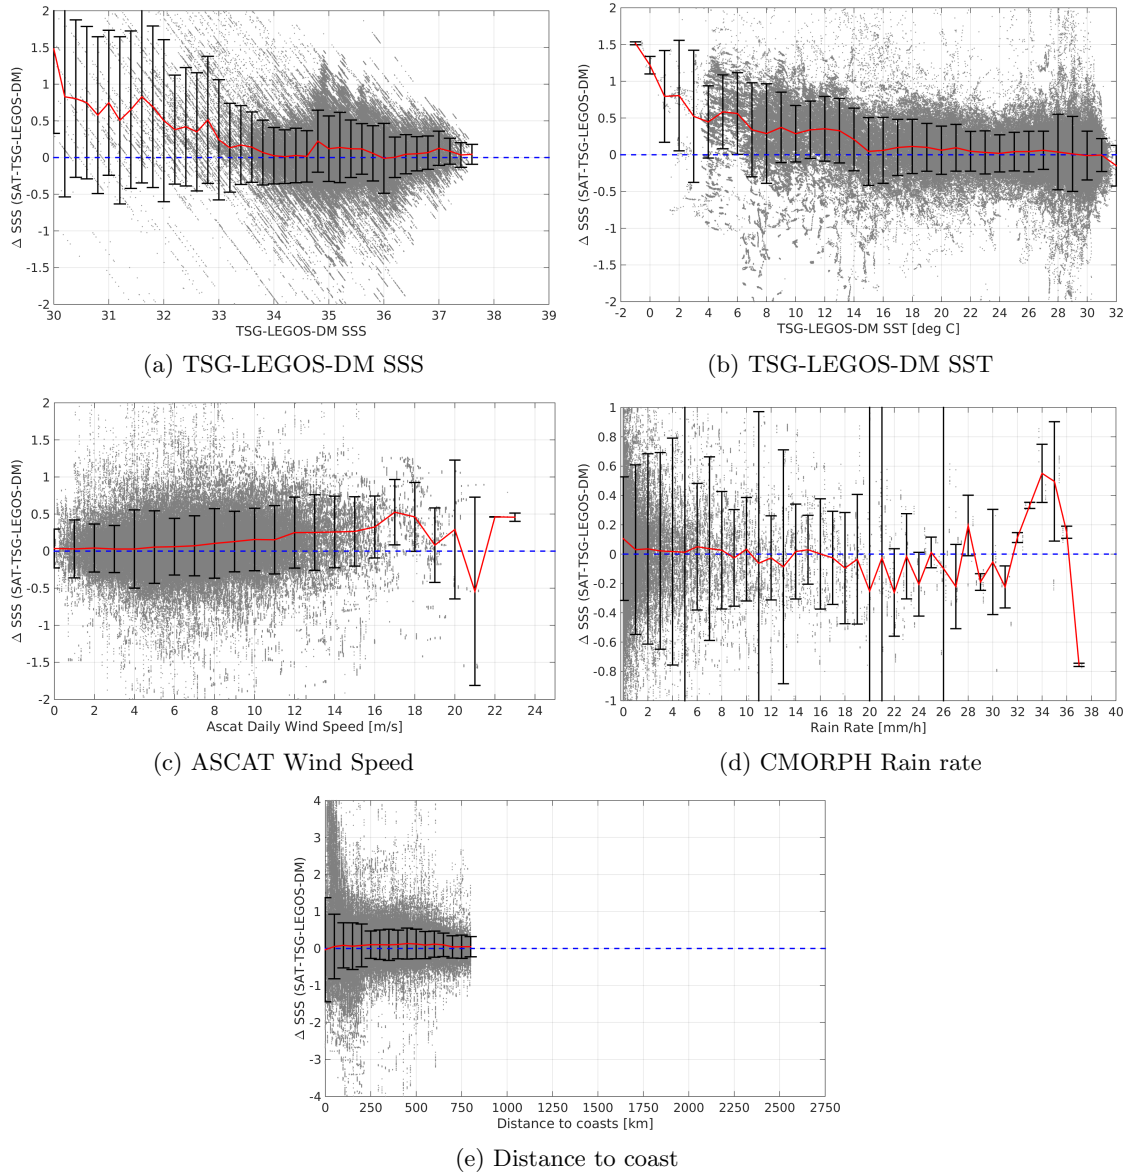 2
1.5
1
0.5
0
-0.5
-1
-1.5
-2
Δ SSS (SAT-TSG-LEGOS-DM)
30 31 32 33 34 35 36 37 38 39
TSG-LEGOS-DM SSS
(a) TSG-LEGOS-DM SSS
2
1.5
1
0.5
0
-0.5
-1
-1.5
-2
Δ SSS (SAT-TSG-LEGOS-DM)
-2 0 2 4 6 8 10 12 14 16 18 20 22 24 26 28 30 32
TSG-LEGOS-DM SST [deg C]
(b) TSG-LEGOS-DM SST
2
1.5
1
0.5
0
-0.5
-1
-1.5
-2
Δ SSS (SAT-TSG-LEGOS-DM)
0 2 4 6 8 10 12 14 16 18 20 22 24
Ascat Daily Wind Speed [m/s]
(c) ASCAT Wind Speed
1
0.8
0.6
0.4
0.2
0
-0.2
-0.4
-0.6
-0.8
-1
Δ SSS (SAT-TSG-LEGOS-DM)
0 2 4 6 8 10 12 14 16 18 20 22 24 26 28 30 32 34 36 38 40
Rain Rate [mm/h]
(d) CMORPH Rain rate
4
3
2
1
0
-1
-2
-3
-4
Δ SSS (SAT-TSG-LEGOS-DM)
0 250 500 750 1000 1250 1500 1750 2000 2250 2500 2750
Distance to coasts [km]
(e) Distance to coast